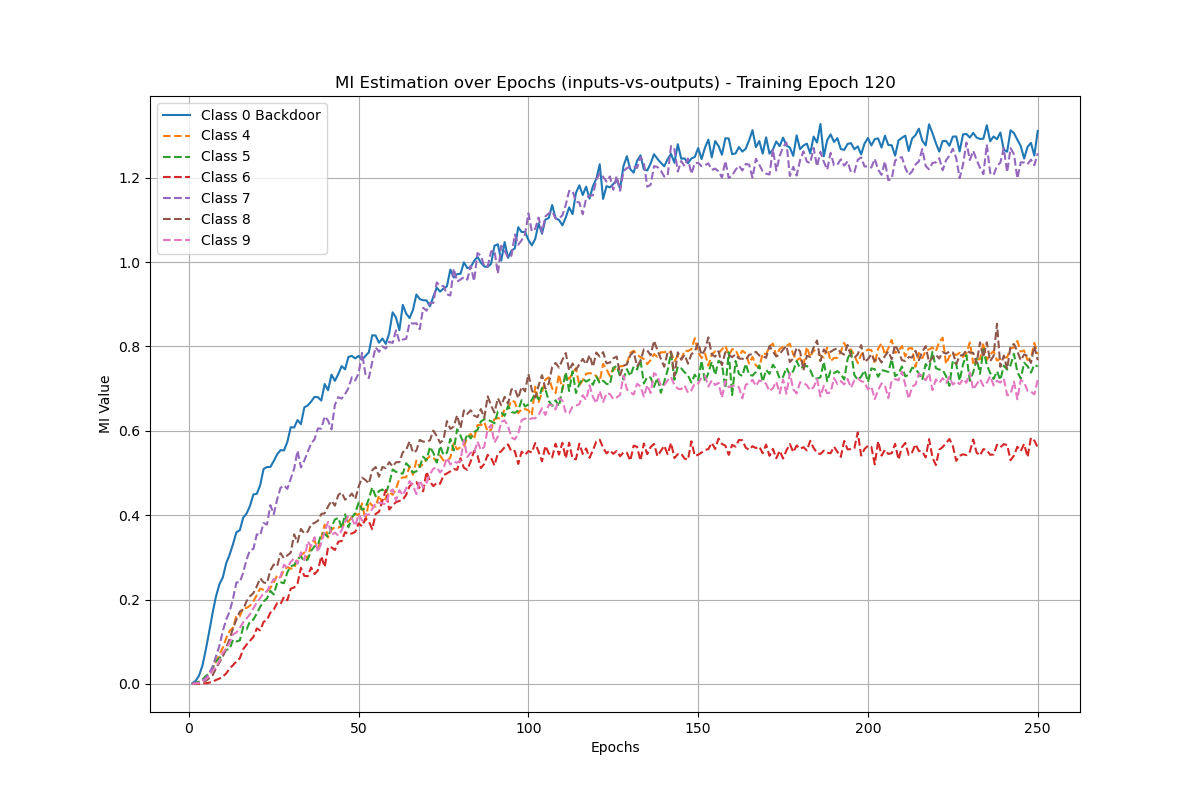 MI Estimation over Epochs (inputs-vs-outputs) - Training Epoch 120
Class 0 Backdoor
Class 4
Class 5
Class 6
Class 7
Class 8
Class 9
MI Value
1.2
1.0
0.8
0.6
0.4
0.2
0.0
0 50 100 150 200 250
Epochs